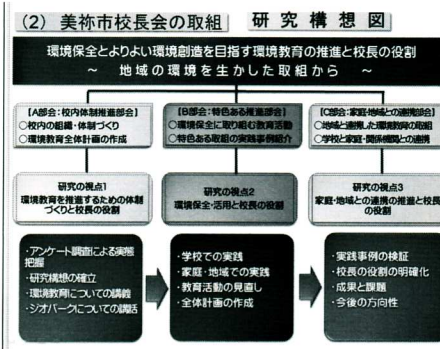 (2) 美祢市校長会の取組 研究構想図
環境保全とよりよい環境創造を目指す環境教育の推進と校長の役割
～ 地域の環境を生かした取組から ～
【A部会：校内体制推進部会】
○校内の組織・体制づくり
○環境教育全体計画の作成
【B部会：特色ある推進部会】
○環境保全に取り組む教育活動
○特色ある取組の実践事例紹介
【C部会：家庭・地域との連携部会】
○地域と連携した環境教育の取組
○学校と家庭・関係機関との連携
研究の視点1
環境教育を推進するための体制
づくりと校長の役割
研究の視点2
環境保全・活用と校長の役割
研究の視点3
家庭・地域との連携の推進と校長
の役割
・アンケート調査による実態
把握
・研究構想の確立
・環境教育についての講義
・ジオパークについての講話
・学校での実践
・家庭・地域での実践
・教育活動の見直し
・全体計画の作成
・実践事例の検証
・校長の役割の明確化
・成果と課題
・今後の方向性